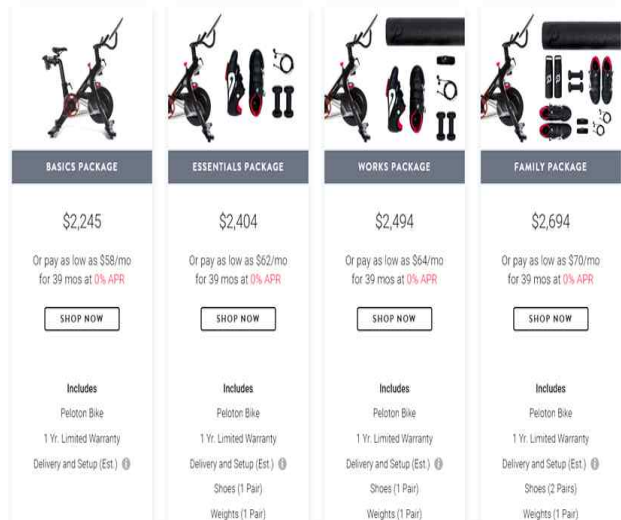 BASICS PACKAGE
$2,245
Or pay as low as $58/mo
for 39 mos at 0% APR
SHOP NOW
Includes
Peloton Bike
1 Yr. Limited Warranty
Delivery and Setup (Est.)
ESSENTIALS PACKAGE
$2,404
Or pay as low as $62/mo
for 39 mos at 0% APR
SHOP NOW
Includes
Peloton Bike
1 Yr. Limited Warranty
Delivery and Setup (Est.)
Shoes (1 Pair)
Weights (1 Pair)
WORKS PACKAGE
$2,494
Or pay as low as $64/mo
for 39 mos at 0% APR
SHOP NOW
Includes
Peloton Bike
1 Yr. Limited Warranty
Delivery and Setup (Est.)
Shoes (1 Pair)
Weights (1 Pair)
FAMILY PACKAGE
$2,694
Or pay as low as $70/mo
for 39 mos at 0% APR
SHOP NOW
Includes
Peloton Bike
1 Yr. Limited Warranty
Delivery and Setup (Est.)
Shoes (2 Pairs)
Weights (1 Pair)